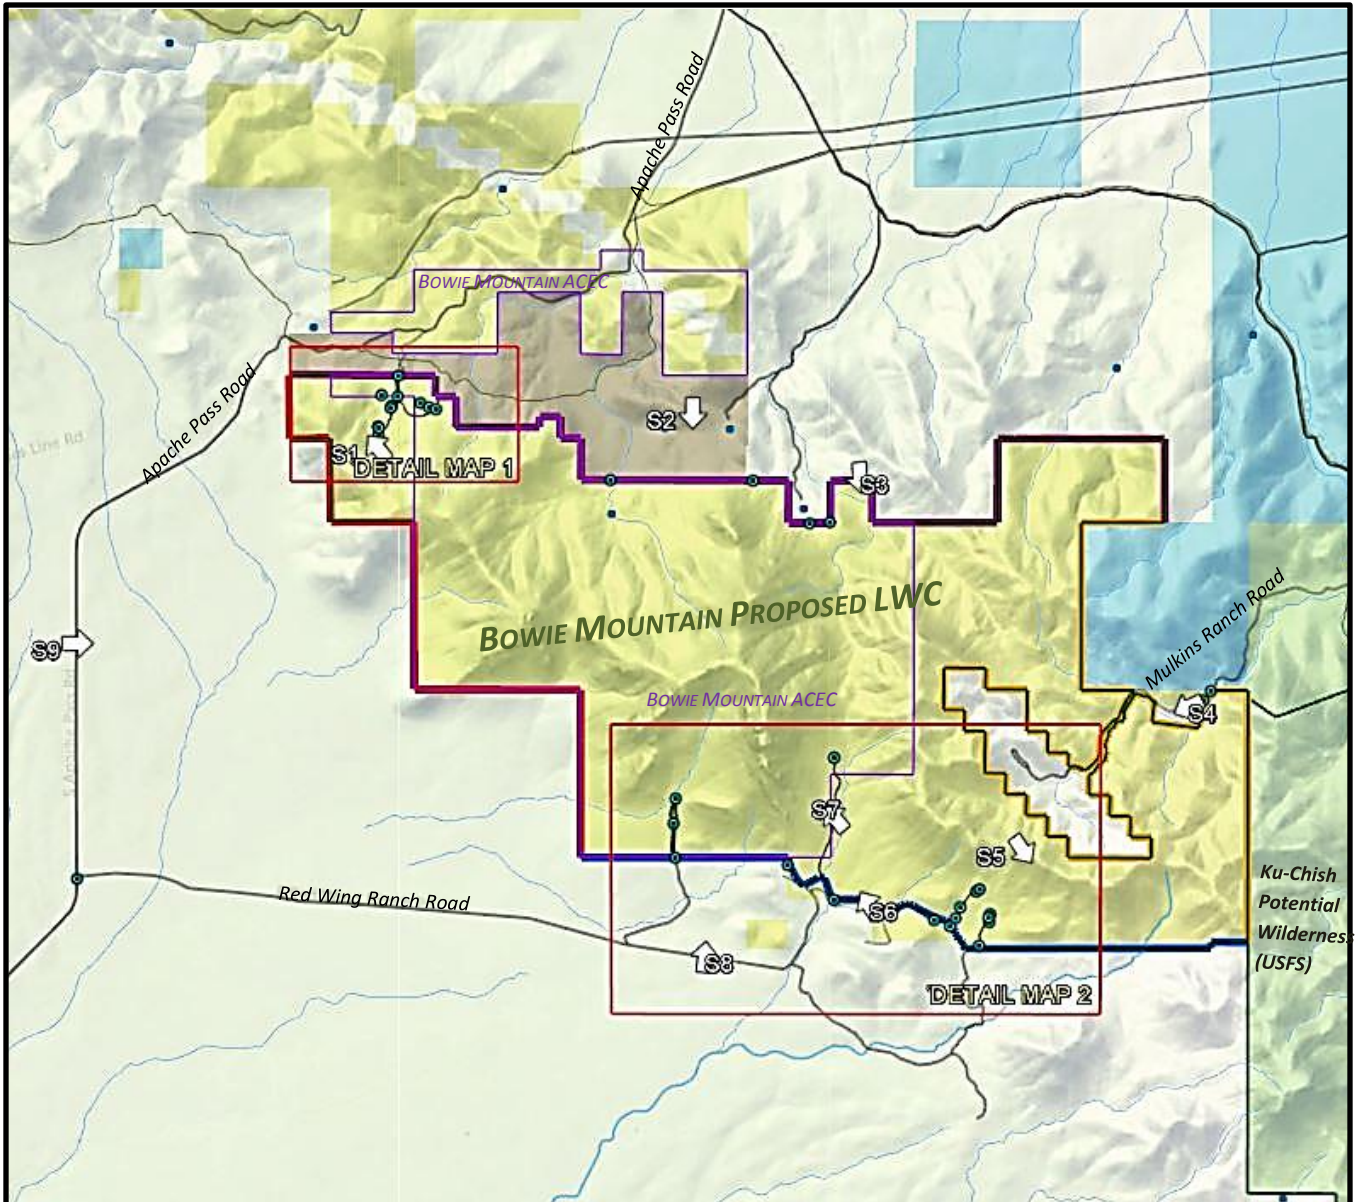 Apache Pass Road
BOWIE MOUNTAIN ACEC
Apache Pass Road
S2
S1
DETAIL MAP 1
S3
Line Rd
BOWIE MOUNTAIN PROPOSED LWC
Mulkins Ranch Road
S9
BOWIE MOUNTAIN ACEC
S4
S7
S5
Red Wing Ranch Road
S6
S8
Ku-Chish
Potential
Wilderness
(USFS)
DETAIL MAP 2